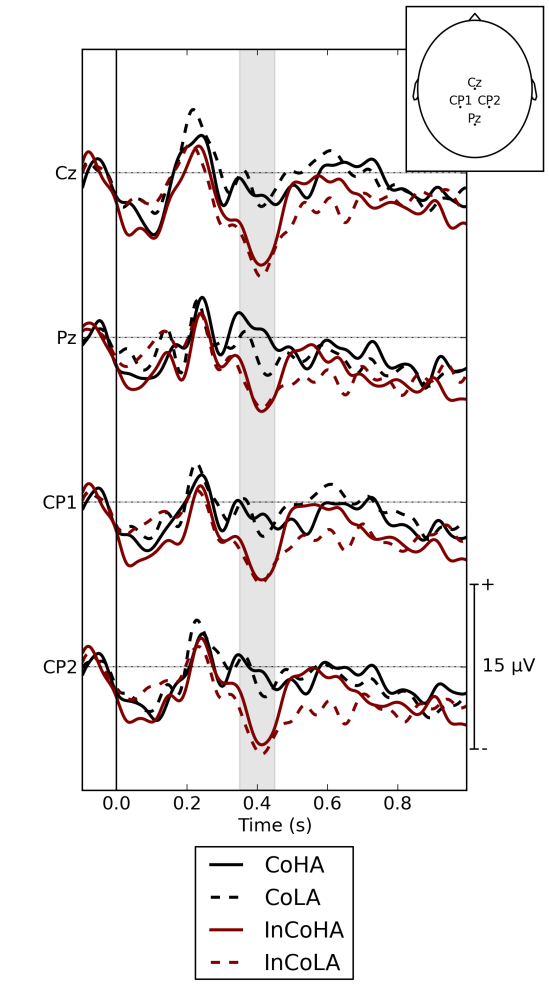 Cz
CP1 CP2
Pz
Cz
Pz
CP1
CP2
+
15 µV
-
0.0 0.2 0.4 0.6 0.8
Time (s)
CoHA
CoLA
InCoHA
InCoLA